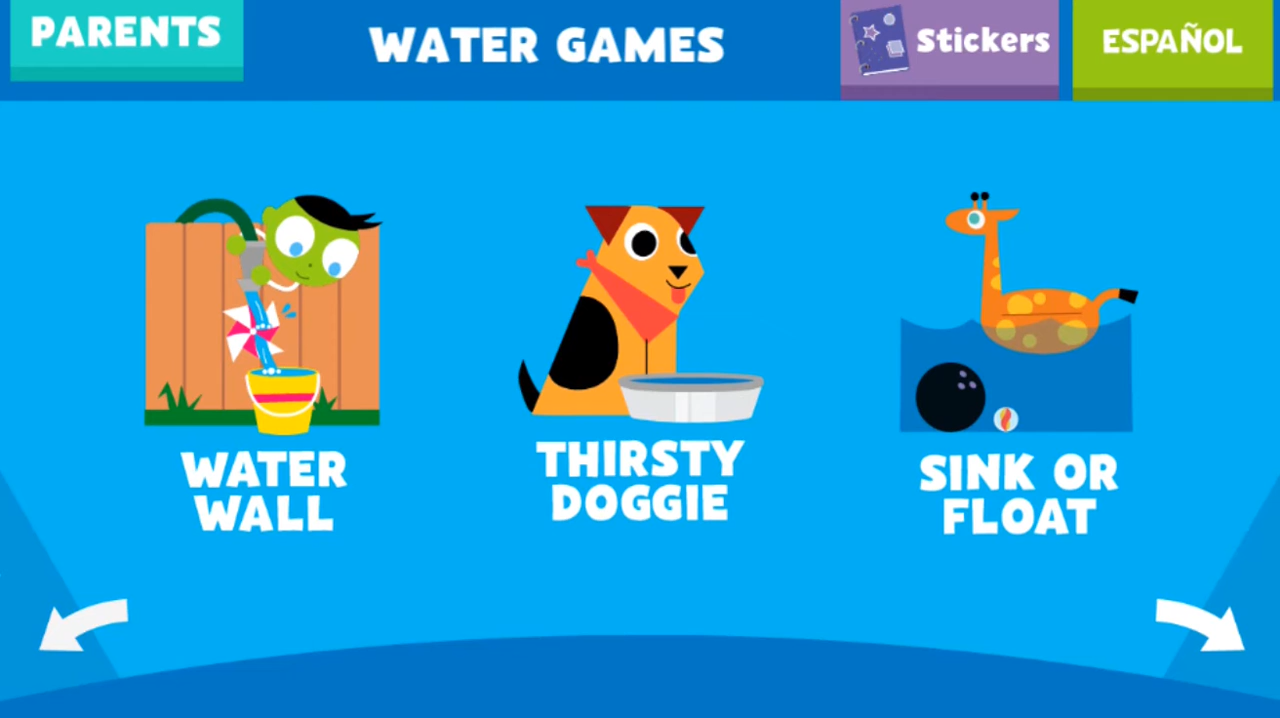 PARENTS
WATER GAMES
Stickers
ESPAÑOL
WATER
WALL
THIRSTY
DOGGIE
SINK OR
FLOAT